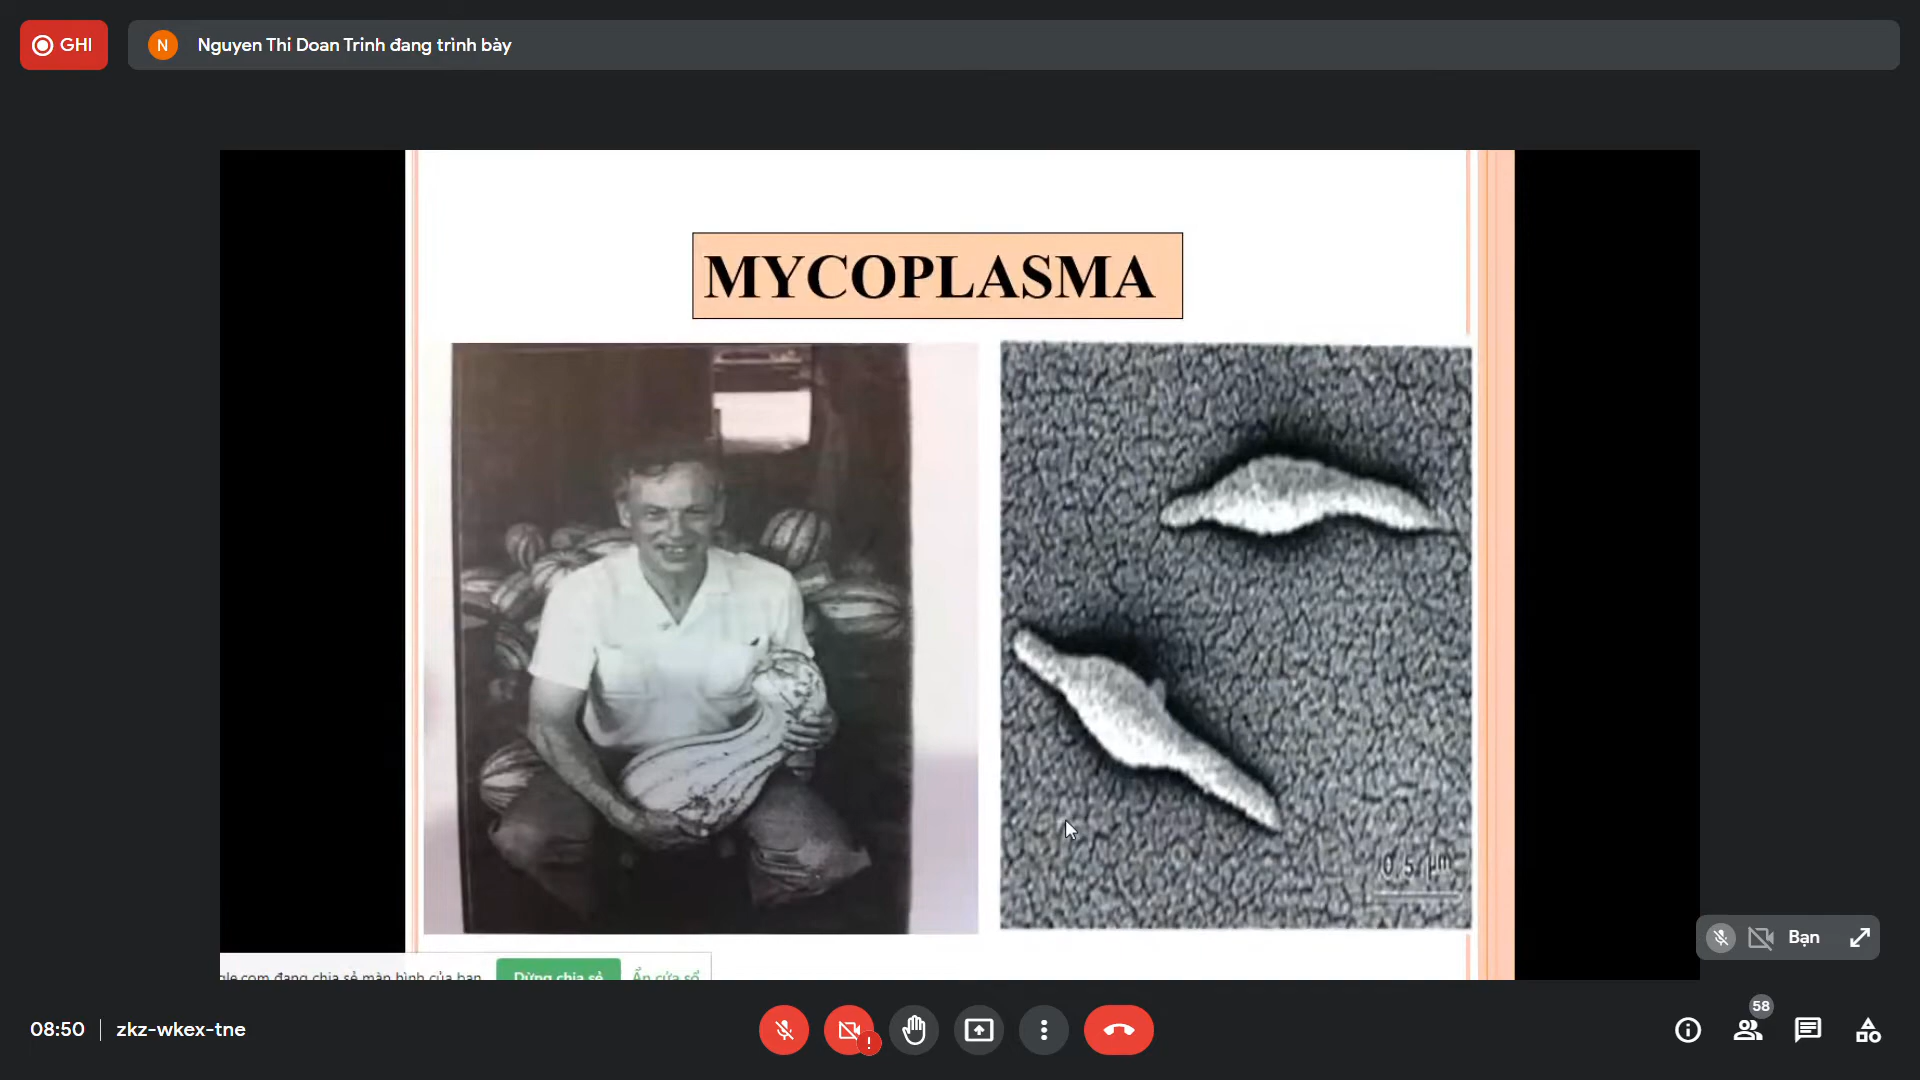 GHI
N
Nguyen Thi Doan Trinh đang trình bày
MYCOPLASMA
0.5 µm
gle.com đang chia sẻ màn hình của bạn
Dừng chia sẻ
Ẩn cửa sổ
Bạn
08:50 | zkz-wkex-tne
!
58